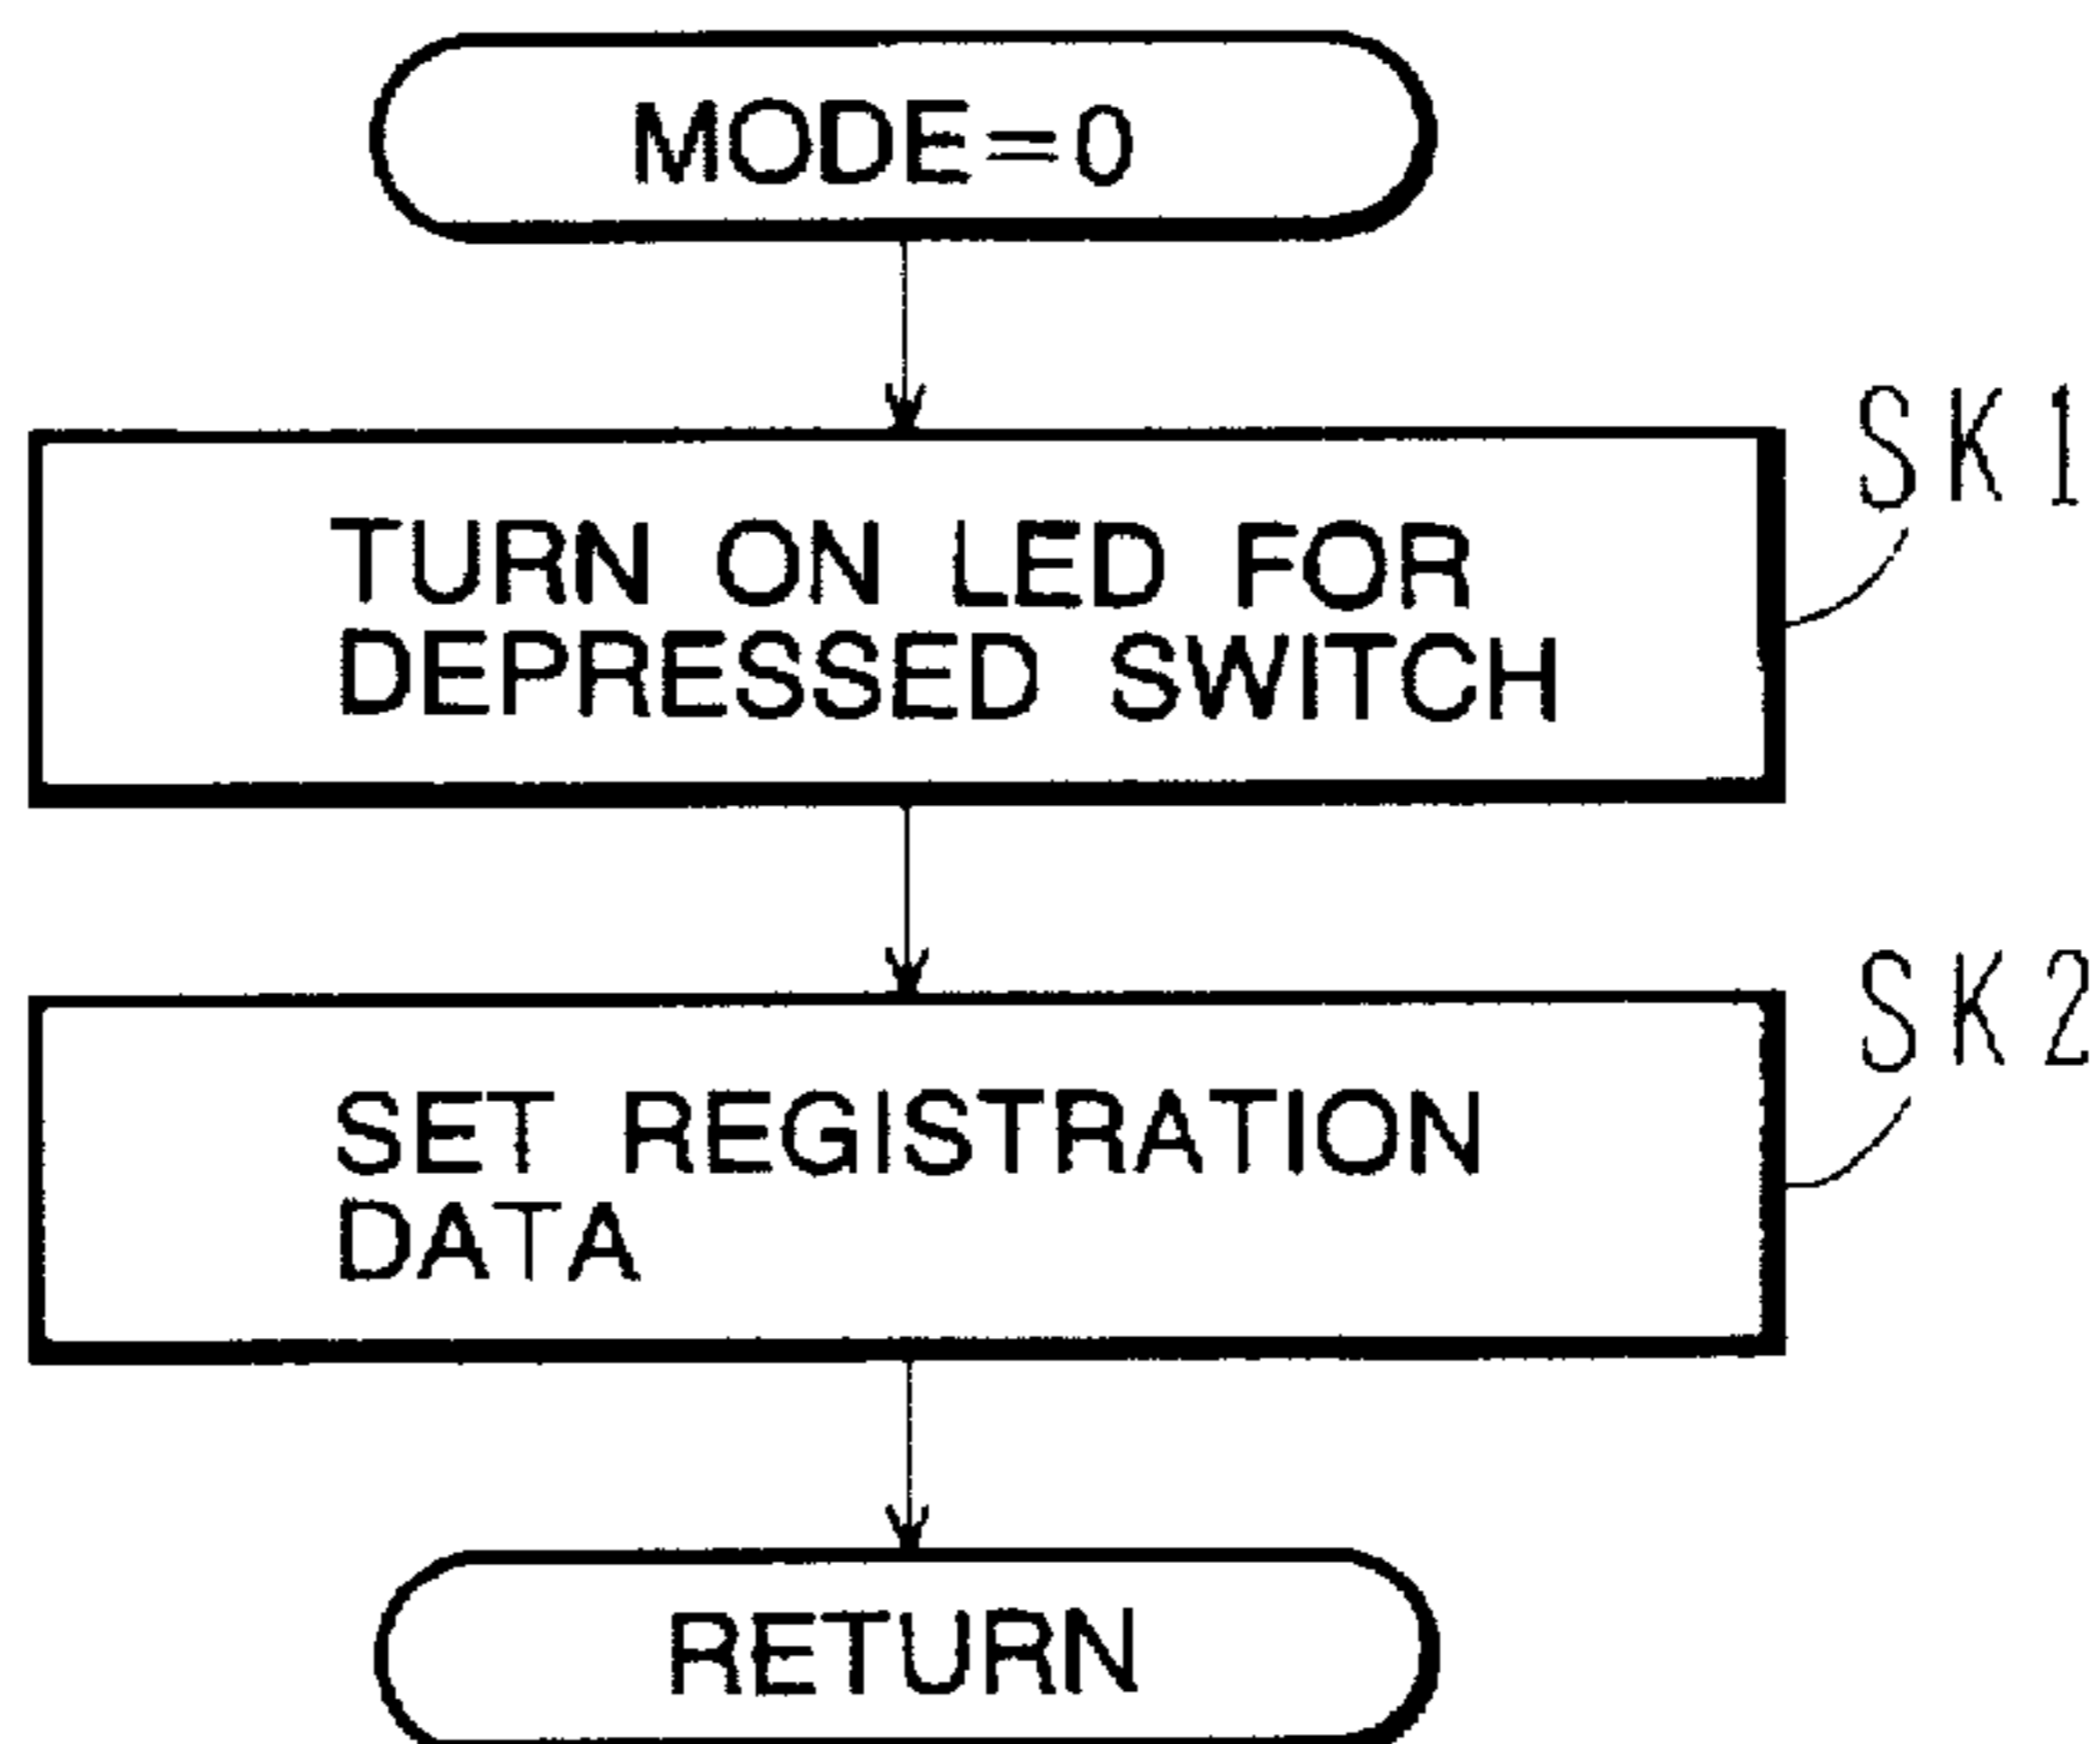 MODE=0
SK1
TURN ON LED FOR
DEPRESSED SWITCH
SK2
SET REGISTRATION
DATA
RETURN